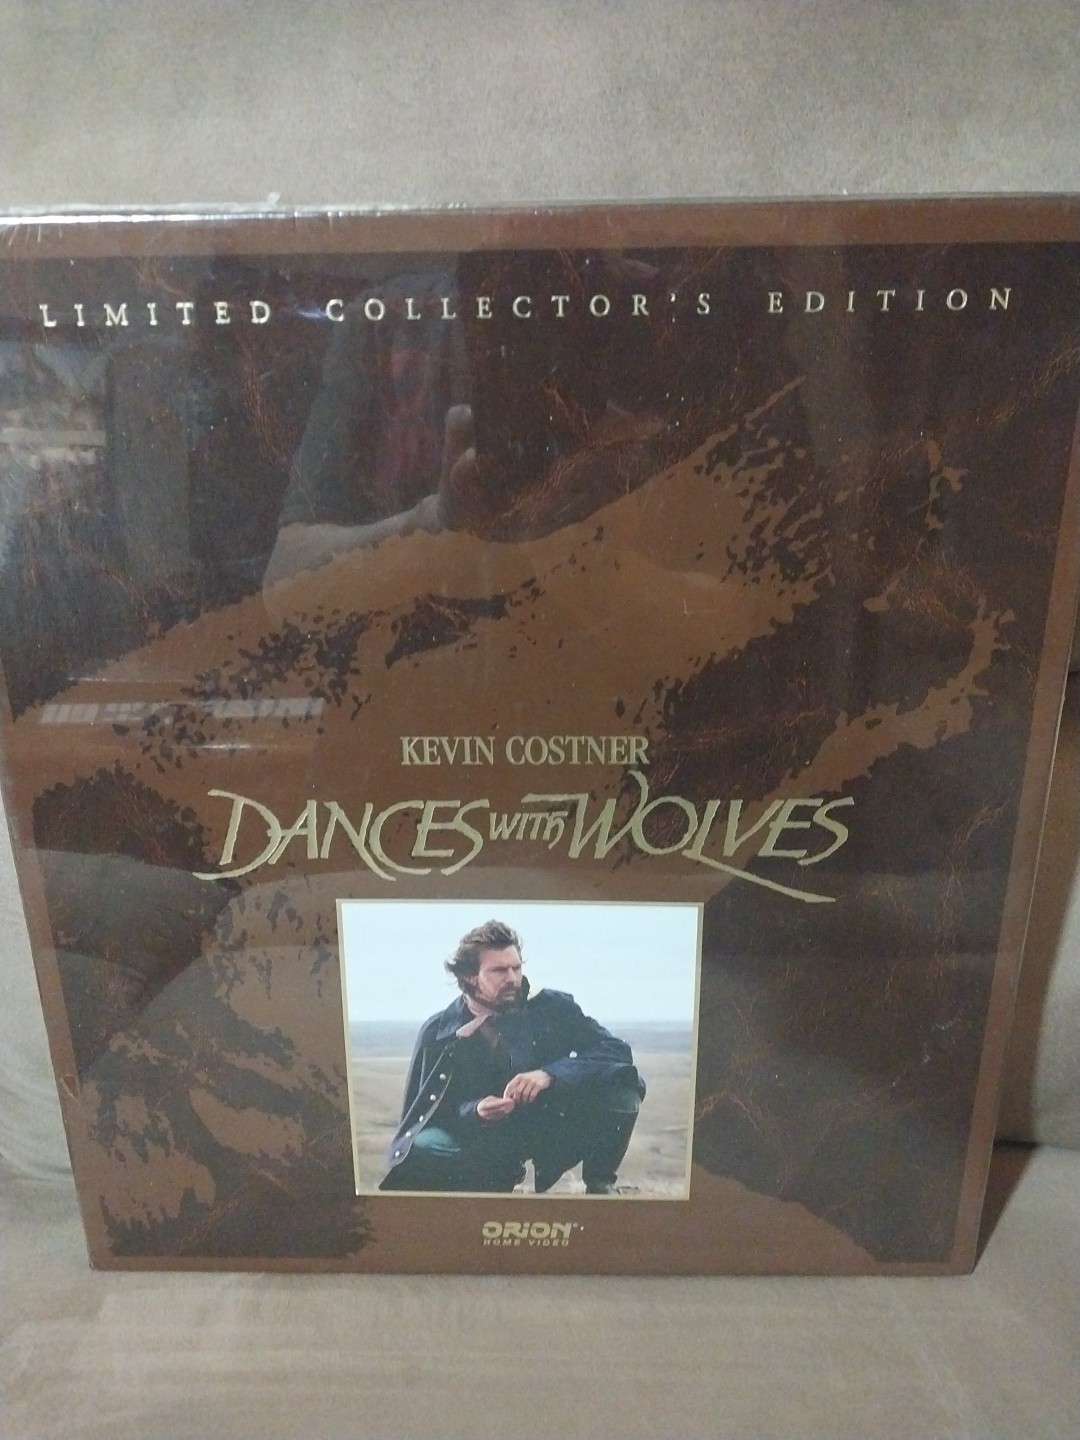 LIMITED COLLECTOR'S EDITION
KEVIN COSTNER
DANCES WITH WOLVES
ORION®
HOME VIDEO